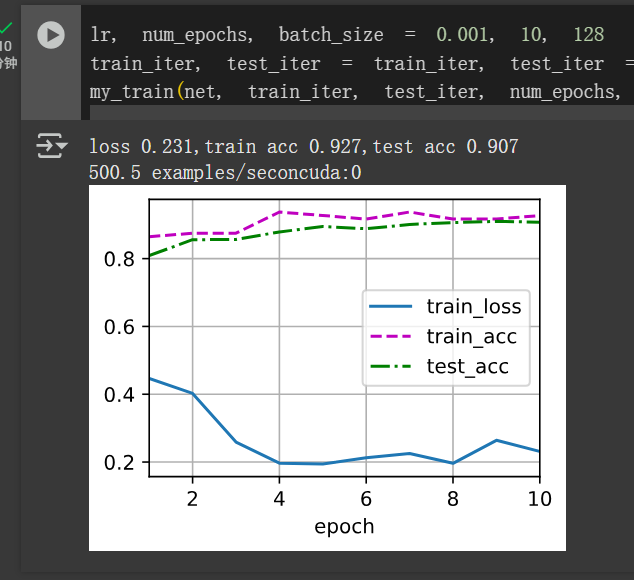 lr, num_epochs, batch_size = 0.001, 10, 128
10
train_iter, test_iter = train_iter, test_iter =
分钟
my_train(net, train_iter, test_iter, num_epochs,
loss 0.231,train acc 0.927,test acc 0.907
500.5 examples/seconcuda:0
0.8
0.6
0.4
0.2
train_loss
train_acc
test_acc
2 4 6 8 10
epoch